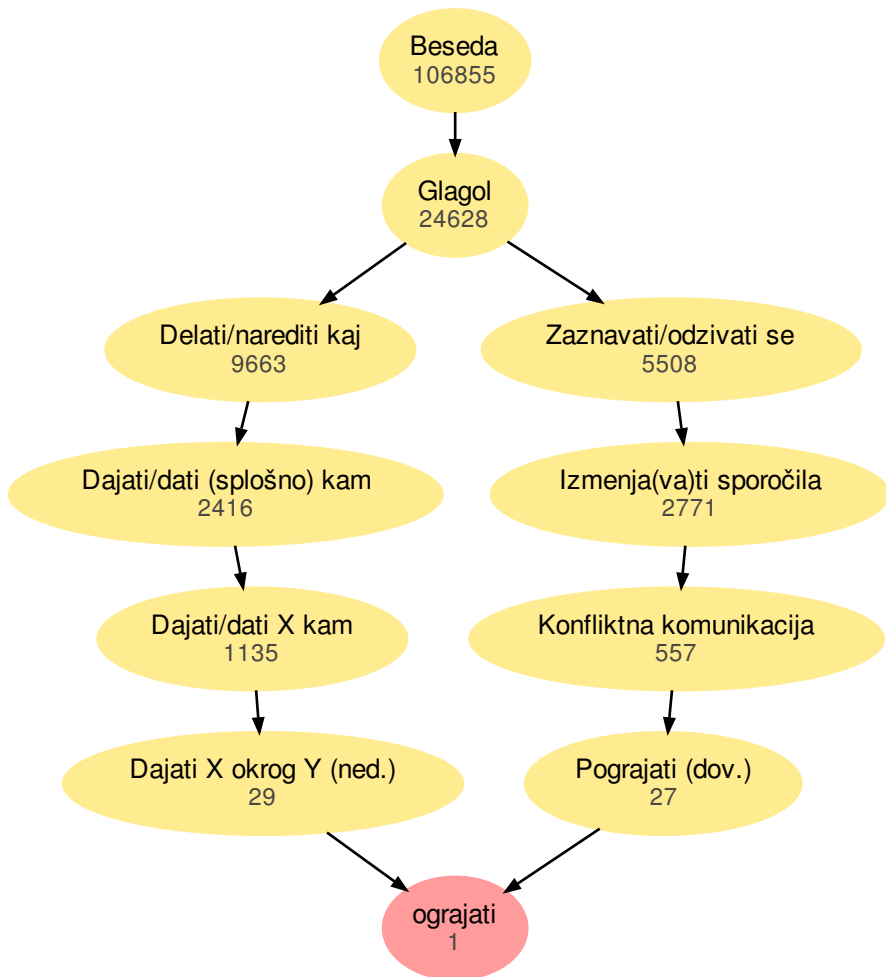 Beseda
106855
Glagol
24628
Delati/narediti kaj
9663
Zaznavati/odzivati se
5508
Dajati/dati (splošno) kam
2416
Izmenja(va)ti sporočila
2771
Dajati/dati X kam
1135
Konfliktna komunikacija
557
Dajati X okrog Y (ned.)
29
Pograjati (dov.)
27
ograjati
1